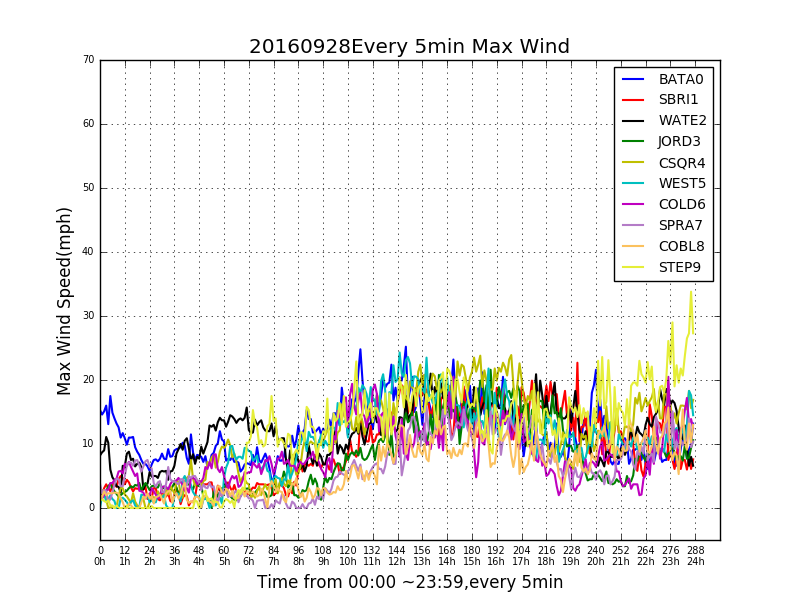 20160928Every 5min Max Wind
70
60
50
40
30
20
10
0
Max Wind Speed(mph)
BATA0
SBRI1
WATE2
JORD3
CSQR4
WEST5
COLD6
SPRA7
COBL8
STEP9
0 12 24 36 48 60 72 84 96 108 120 132 144 156 168 180 192 204 216 228 240 252 264 276 288
0h 1h 2h 3h 4h 5h 6h 7h 8h 9h 10h 11h 12h 13h 14h 15h 16h 17h 18h 19h 20h 21h 22h 23h 24h
Time from 00:00 ~23:59,every 5min